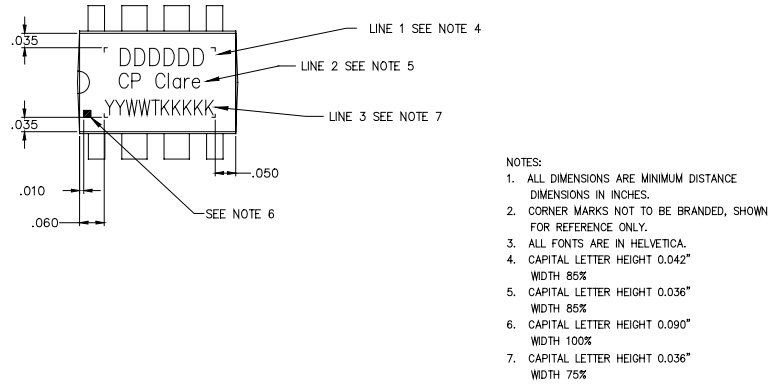 .035
DDDDDD
LINE 1 SEE NOTE 4
CP Clare
LINE 2 SEE NOTE 5
YYWWTKKKKK
LINE 3 SEE NOTE 7
.035
.050
.010
SEE NOTE 6
.060
NOTES:
1. ALL DIMENSIONS ARE MINIMUM DISTANCE
DIMENSIONS IN INCHES.
2. CORNER MARKS NOT TO BE BRANDED, SHOWN
FOR REFERENCE ONLY.
3. ALL FONTS ARE IN HELVETICA.
4. CAPITAL LETTER HEIGHT 0.042"
WIDTH 85%
5. CAPITAL LETTER HEIGHT 0.036"
WIDTH 85%
6. CAPITAL LETTER HEIGHT 0.090"
WIDTH 100%
7. CAPITAL LETTER HEIGHT 0.036"
WIDTH 75%